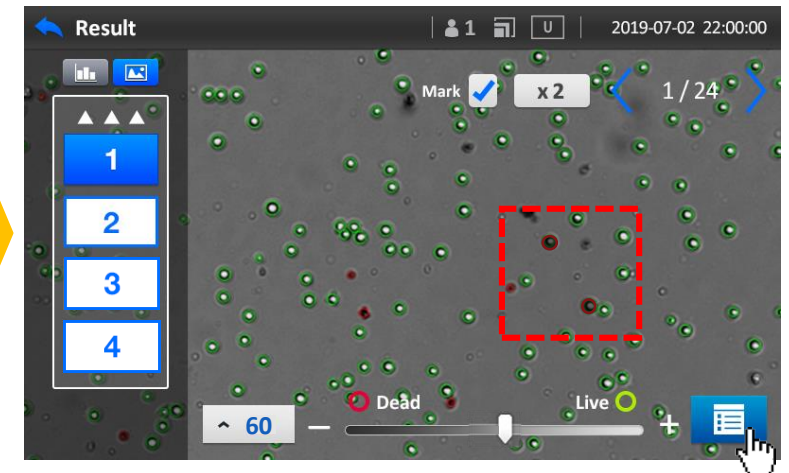 Result
1
U
2019-07-02 22:00:00
Mark
x 2
1 / 24
1
2
3
4
Dead
Live
60